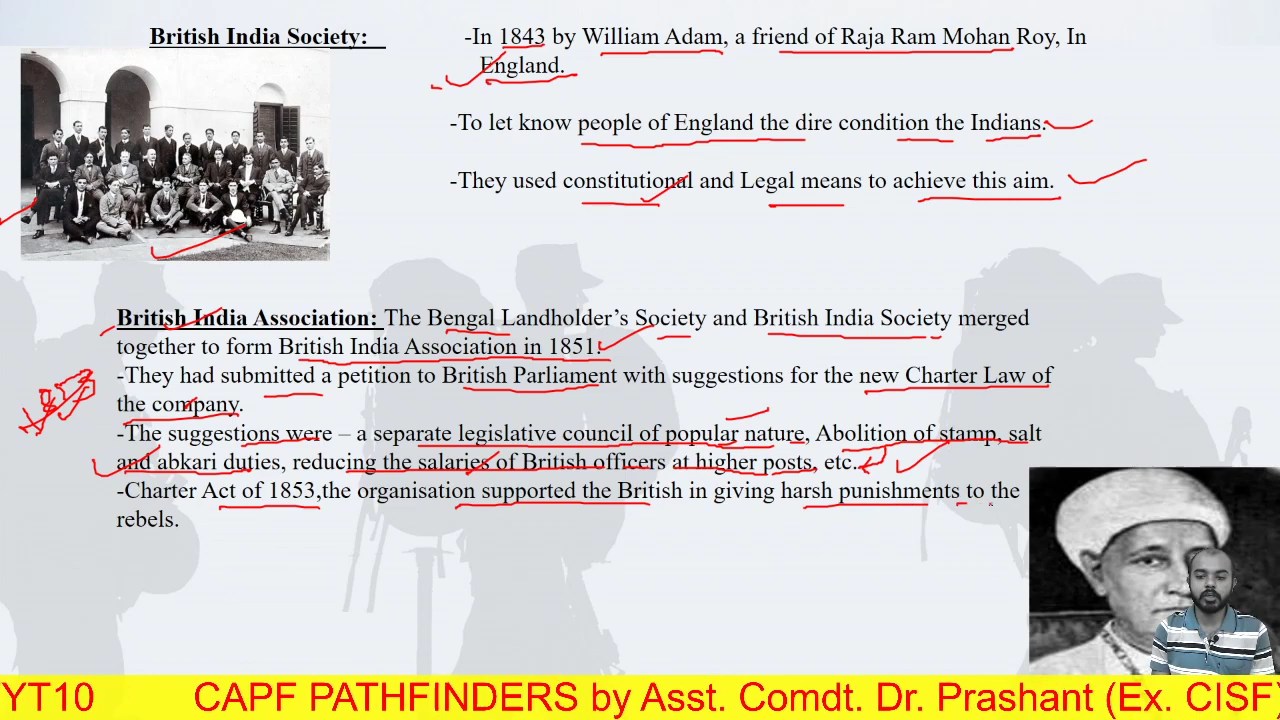 British India Society:
-In 1843 by William Adam, a friend of Raja Ram Mohan Roy, In
England.
-To let know people of England the dire condition the Indians.
-They used constitutional and Legal means to achieve this aim.
British India Association: The Bengal Landholder's Society and British India Society merged
together to form British India Association in 1851.
-They had submitted a petition to British Parliament with suggestions for the new Charter Law of
the company.
-The suggestions were – a separate legislative council of popular nature, Abolition of stamp, salt
and abkari duties, reducing the salaries of British officers at higher posts, etc.
-Charter Act of 1853,the organisation supported the British in giving harsh punishments to the
rebels.
YT10 CAPF PATHFINDERS by Asst. Comdt. Dr. Prashant (Ex. CISF)